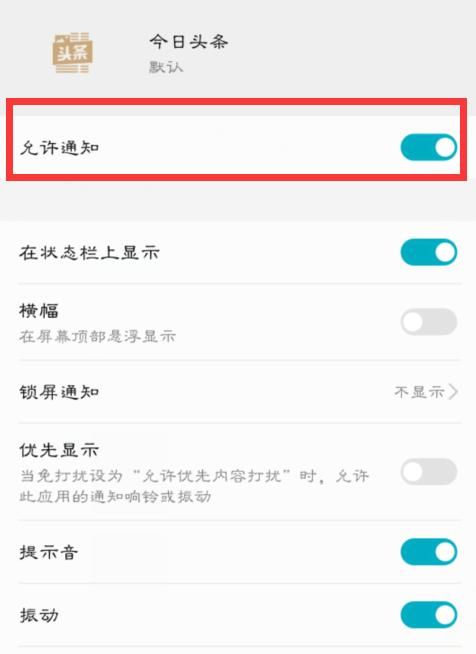 头条
今日头条
默认
允许通知
在状态栏上显示
横幅
在屏幕顶部是浮显示
锁屏通知
不显示
优先显示
当免打扰设为“允许优先内容打扰”时，允许
此应用的通知响铃或振动
提示音
振动